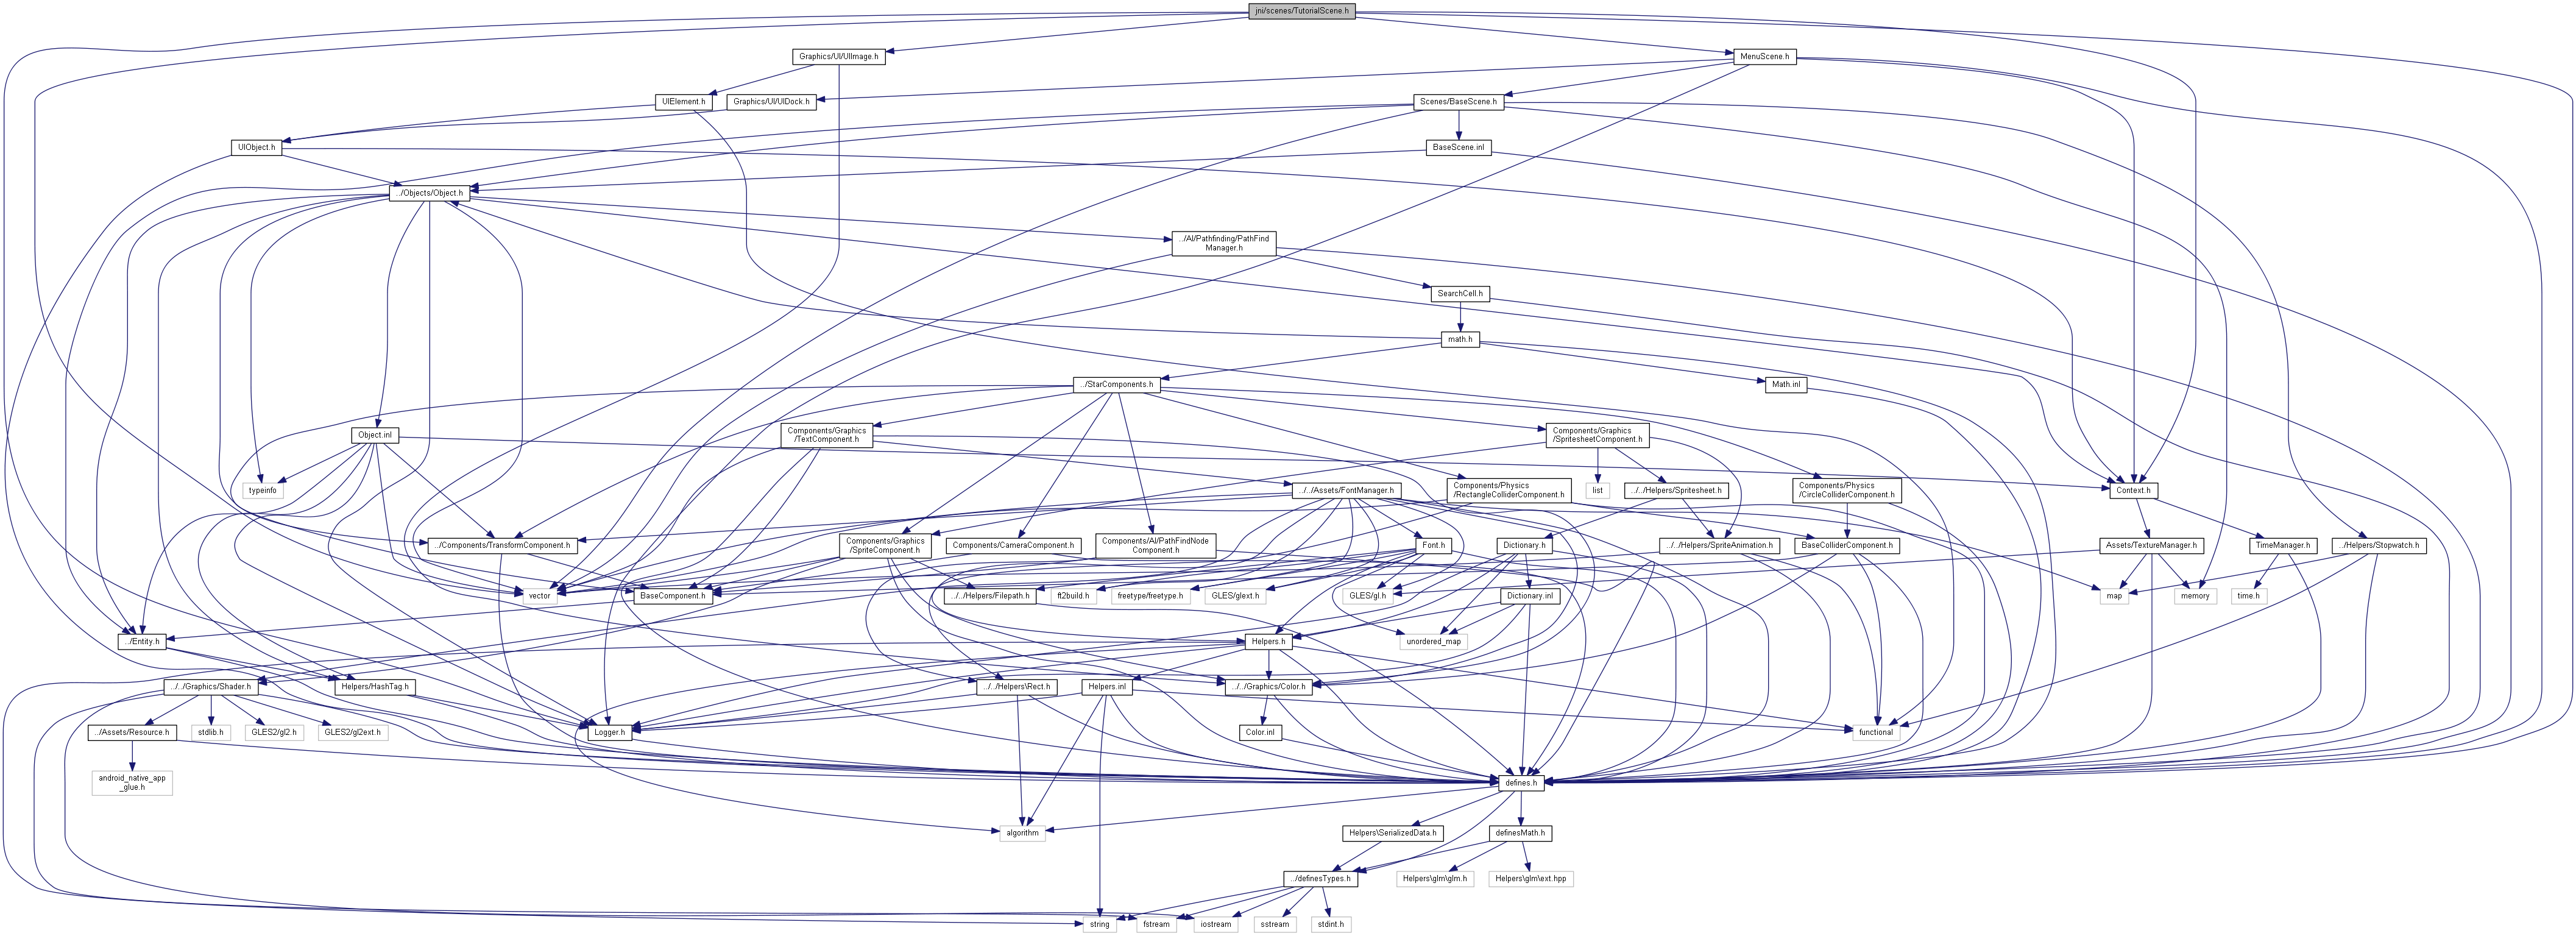 jni/scenes/TutorialScene.h
Graphics/UI/UIImage.h
MenuScene.h
UIElement.h
Graphics/UI/UIDock.h
Scenes/BaseScene.h
UIObject.h
BaseScene.inl
../Objects/Object.h
../AI/Pathfinding/PathFind
Manager.h
SearchCell.h
math.h
../StarComponents.h
Math.inl
Object.inl
Components/Graphics
/TextComponent.h
Components/Graphics
/SpritesheetComponent.h
typeinfo
../../Assets/FontManager.h
Components/Physics
/RectangleColliderComponent.h
list
../../Helpers/Spritesheet.h
Components/Physics
/CircleColliderComponent.h
Context.h
../Components/TransformComponent.h
Components/Graphics
/SpriteComponent.h
Components/CameraComponent.h
Components/AI/PathFindNode
Component.h
Font.h
Dictionary.h
../../Helpers/SpriteAnimation.h
BaseColliderComponent.h
Assets/TextureManager.h
TimeManager.h
../Helpers/Stopwatch.h
vector
BaseComponent.h
../../Helpers/Filepath.h
ft2build.h
freetype/freetype.h
GLES/glext.h
GLES/gl.h
Dictionary.inl
map
memory
time.h
../Entity.h
Helpers.h
unordered_map
../../Graphics/Shader.h
Helpers/HashTag.h
../../Helpers\Rect.h
Helpers.inl
../../Graphics/Color.h
../Assets/Resource.h
stdlib.h
GLES2/gl2.h
GLES2/gl2ext.h
Logger.h
Color.inl
functional
android_native_app
_glue.h
defines.h
algorithm
Helpers\SerializedData.h
definesMath.h
../definesTypes.h
Helpers\glm\glm.h
Helpers\glm\ext.hpp
string
fstream
iostream
sstream
stdint.h